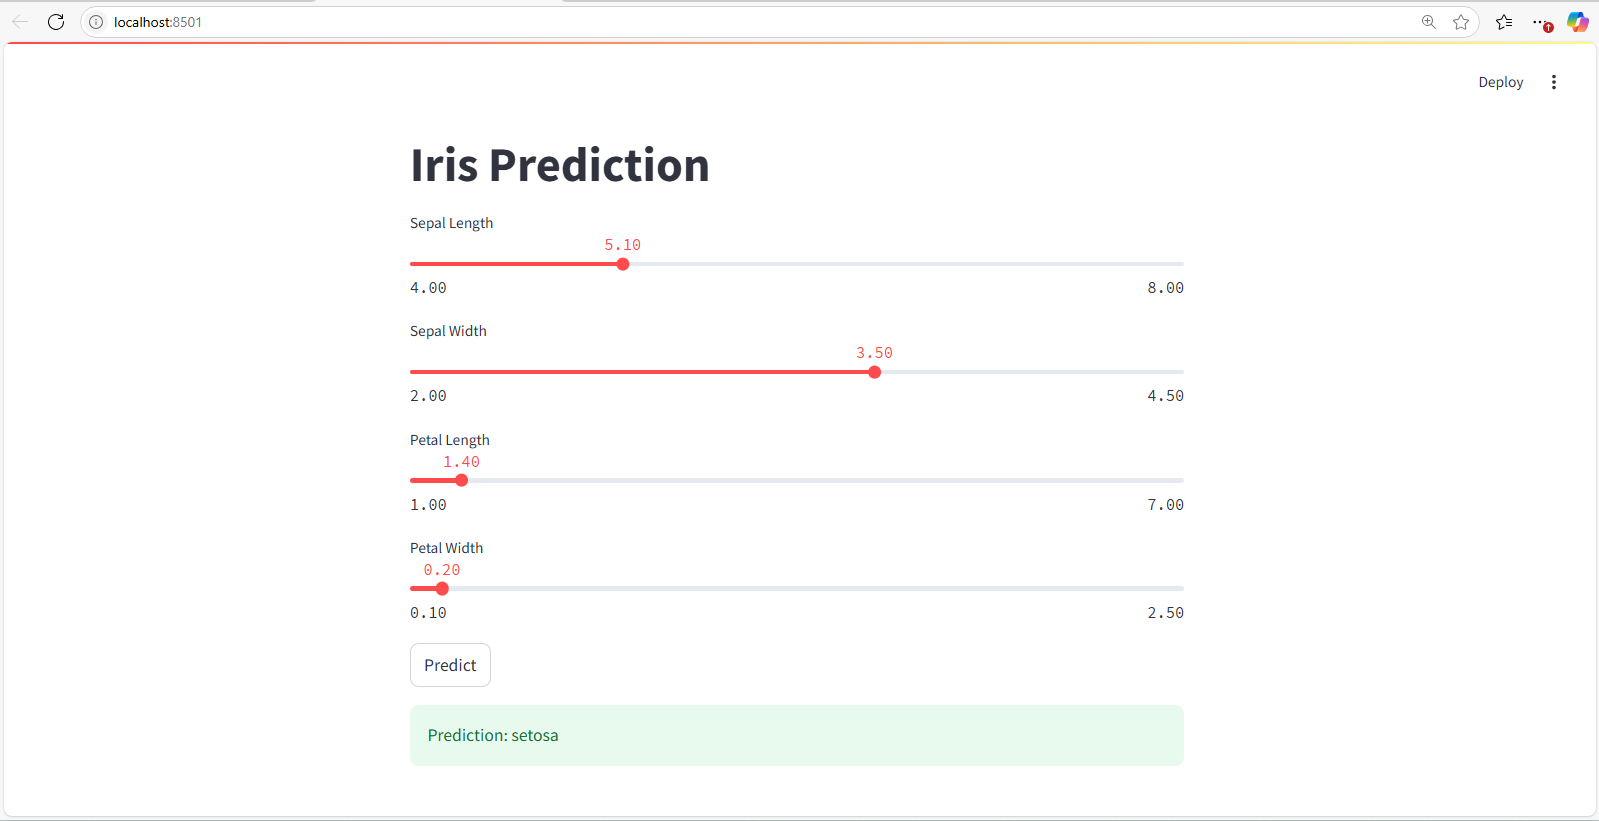 localhost:8501
Deploy
Iris Prediction
Sepal Length
5.10
4.00 8.00
Sepal Width
3.50
2.00 4.50
Petal Length
1.40
1.00 7.00
Petal Width
0.20
0.10 2.50
Predict
Prediction: setosa